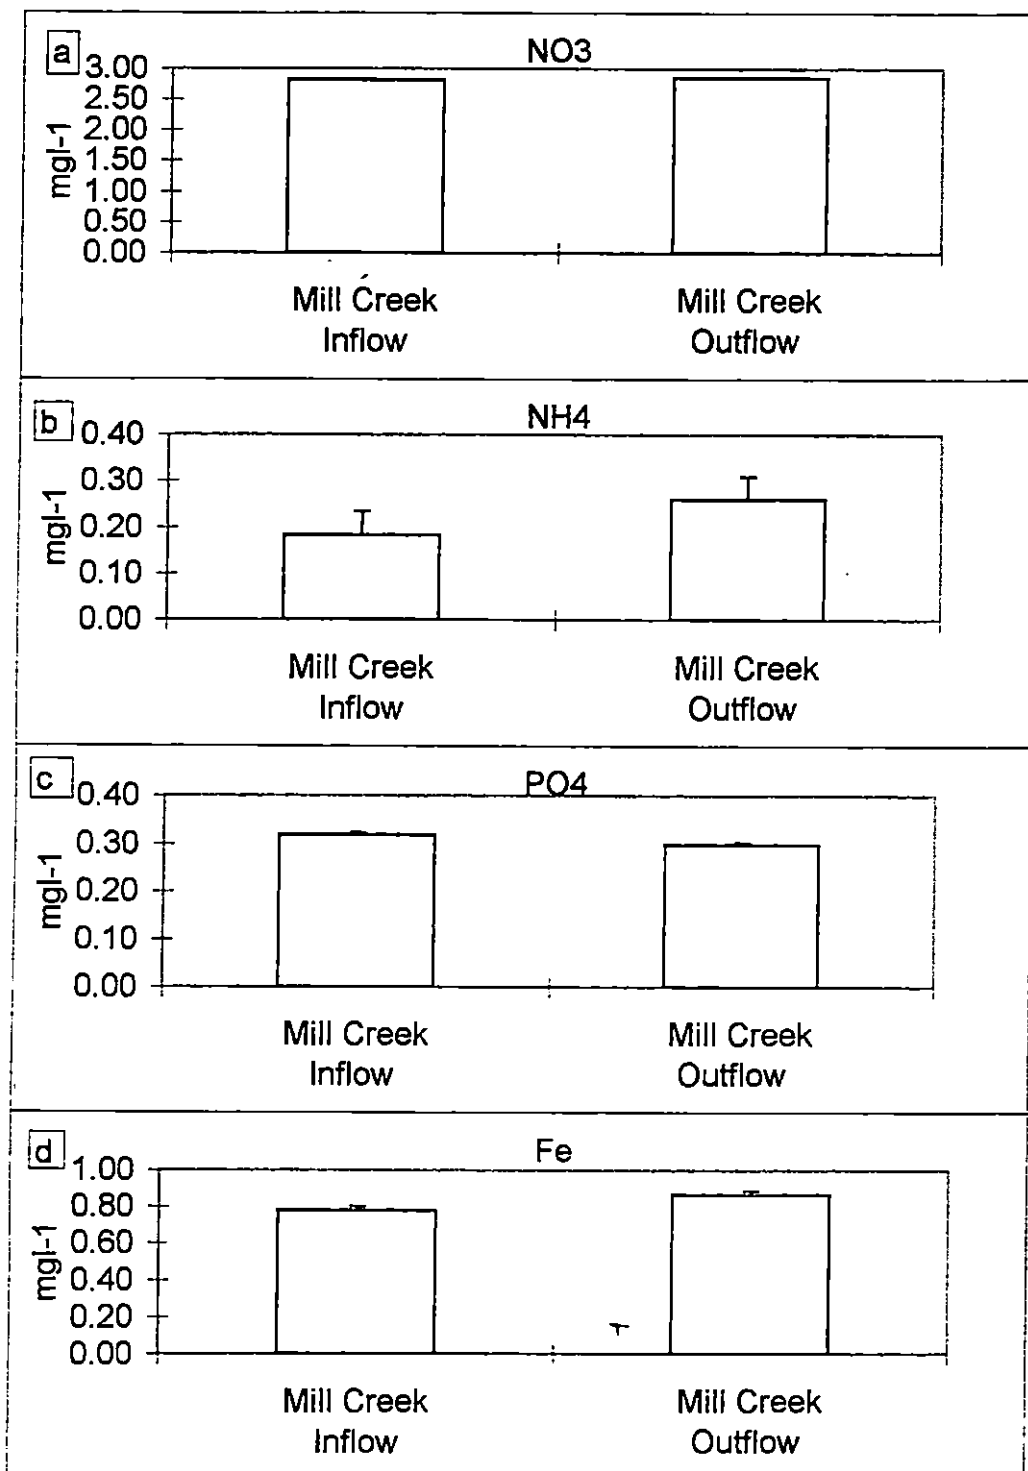 a
NO3
3.00
2.50
2.00
1.50
1.00
0.50
0.00
mgl-1
Mill Creek
Inflow
Mill Creek
Outflow
b
NH4
0.40
0.30
0.20
0.10
0.00
mgl-1
Mill Creek
Inflow
Mill Creek
Outflow
c
PO4
0.40
0.30
0.20
0.10
0.00
mgl-1
Mill Creek
Inflow
Mill Creek
Outflow
d
Fe
1.00
0.80
0.60
0.40
0.20
0.00
mgl-1
Mill Creek
Inflow
Mill Creek
Outflow